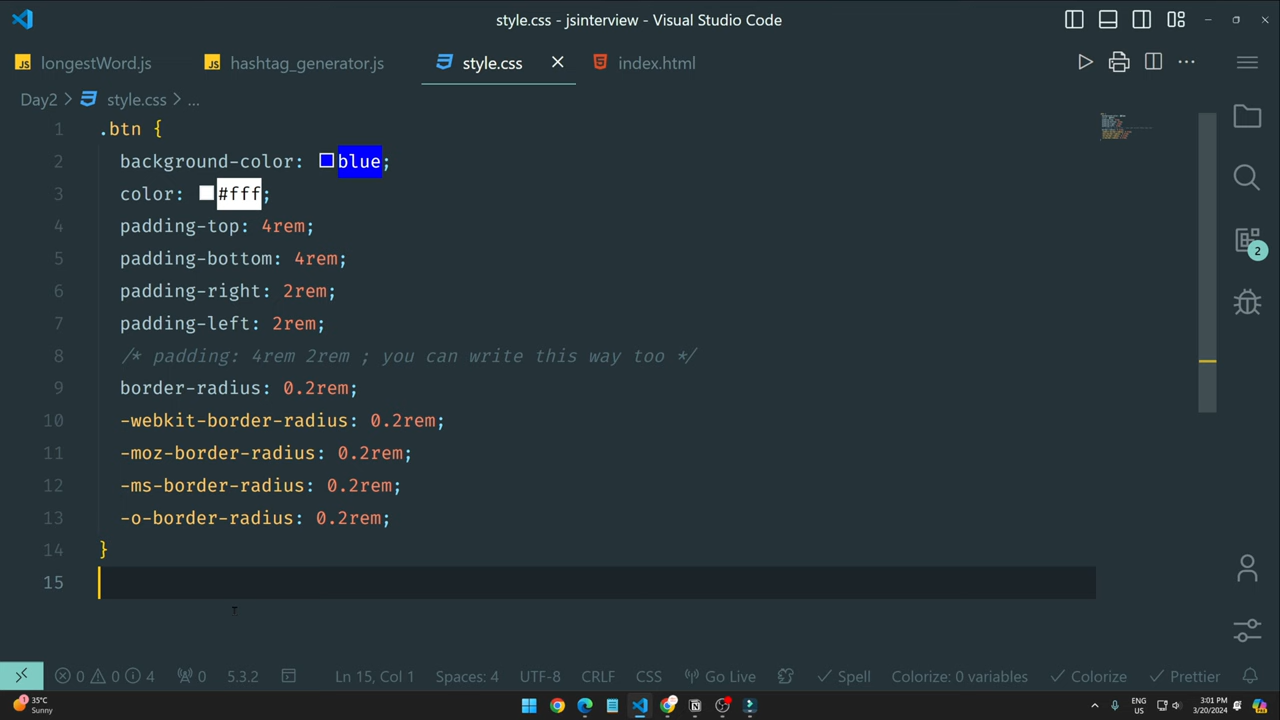 style.css - jsinterview - Visual Studio Code
JS longestWord.js JS hashtag_generator.js style.css index.html
Day2 > style.css > ...
1 .btn {
2 background-color: blue;
3 color: #fff;
4 padding-top: 4rem;
5 padding-bottom: 4rem;
6 padding-right: 2rem;
7 padding-left: 2rem;
8 /* padding: 4rem 2rem ; you can write this way too */
9 border-radius: 0.2rem;
10 -webkit-border-radius: 0.2rem;
11 -moz-border-radius: 0.2rem;
12 -ms-border-radius: 0.2rem;
13 -o-border-radius: 0.2rem;
14 }
15
2
0 0 4 0 5.3.2 Ln 15, Col 1 Spaces: 4 UTF-8 CRLF CSS Go Live Spell Colorize: 0 variables Colorize Prettier
1 35°C ENG 3:01 PM
Sunny US 3/20/2024